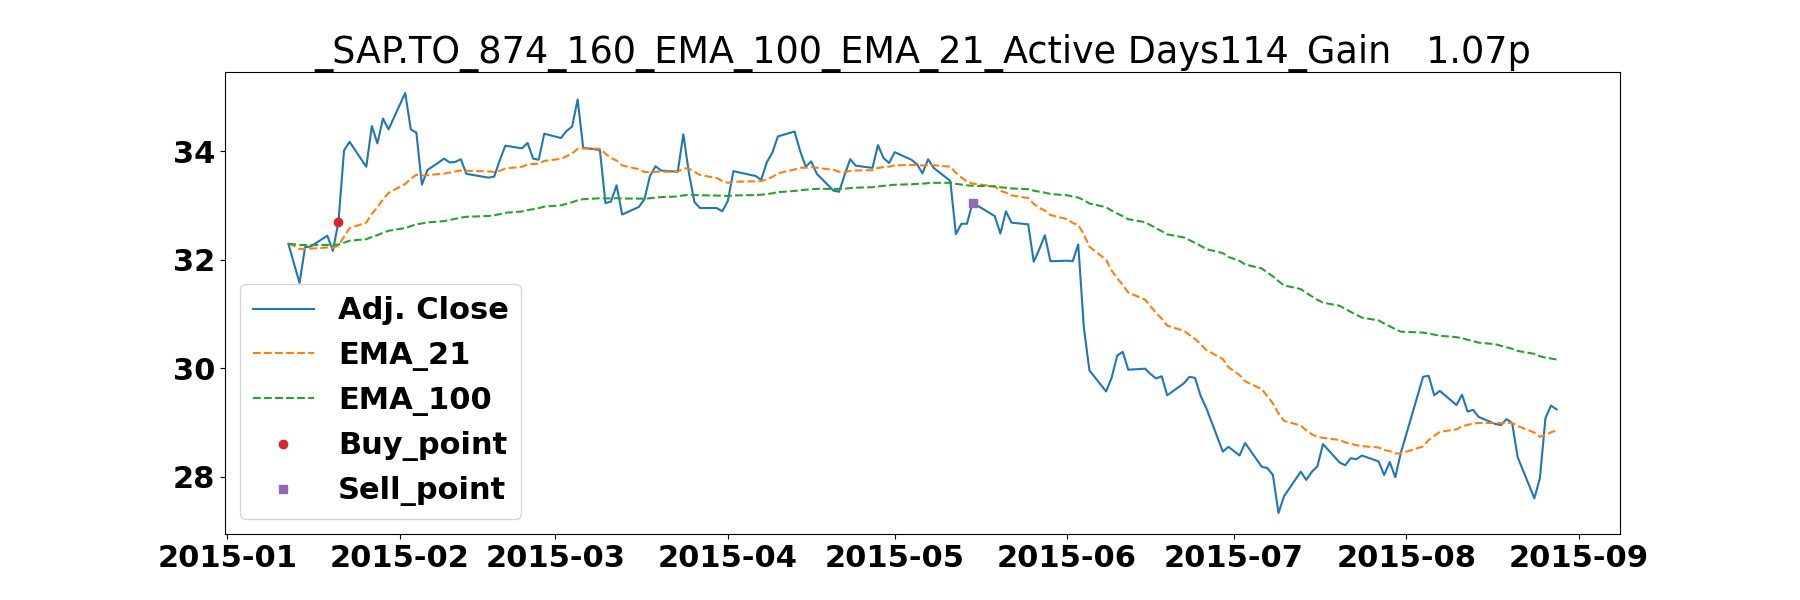 _SAP.TO_874_160_EMA_100_EMA_21_Active Days114_Gain   1.07p
34
32
30
28
Adj. Close
EMA_21
EMA_100
Buy_point
Sell_point
2015-01 2015-02 2015-03 2015-04 2015-05 2015-06 2015-07 2015-08 2015-09